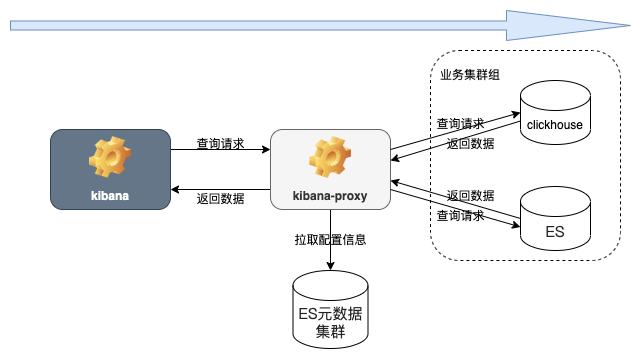 业务集群组
clickhouse
查询请求
返回数据
kibana
查询请求
返回数据
kibana-proxy
返回数据
查询请求
ES
拉取配置信息
ES元数据
集群